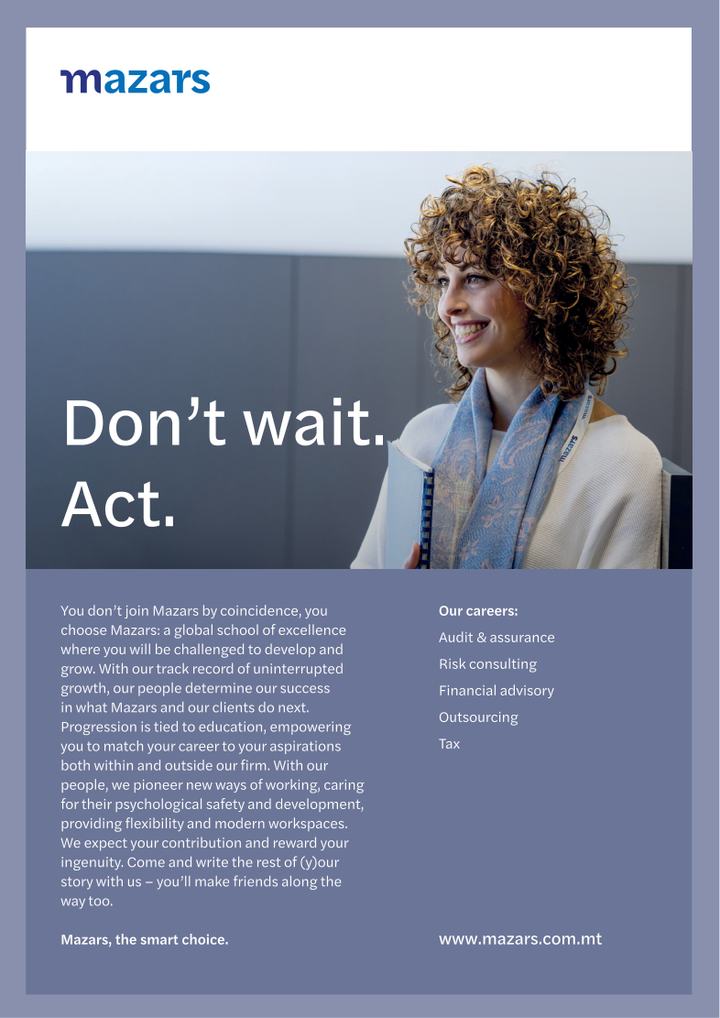 mazars
Don’t wait.
Act.
mazars
You don’t join Mazars by coincidence, you
choose Mazars: a global school of excellence
where you will be challenged to develop and
grow. With our track record of uninterrupted
growth, our people determine our success
in what Mazars and our clients do next.
Progression is tied to education, empowering
you to match your career to your aspirations
both within and outside our firm. With our
people, we pioneer new ways of working, caring
for their psychological safety and development,
providing flexibility and modern workspaces.
We expect your contribution and reward your
ingenuity. Come and write the rest of (y)our
story with us – you’ll make friends along the
way too.
Mazars, the smart choice.
Our careers:
Audit & assurance
Risk consulting
Financial advisory
Outsourcing
Tax
www.mazars.com.mt